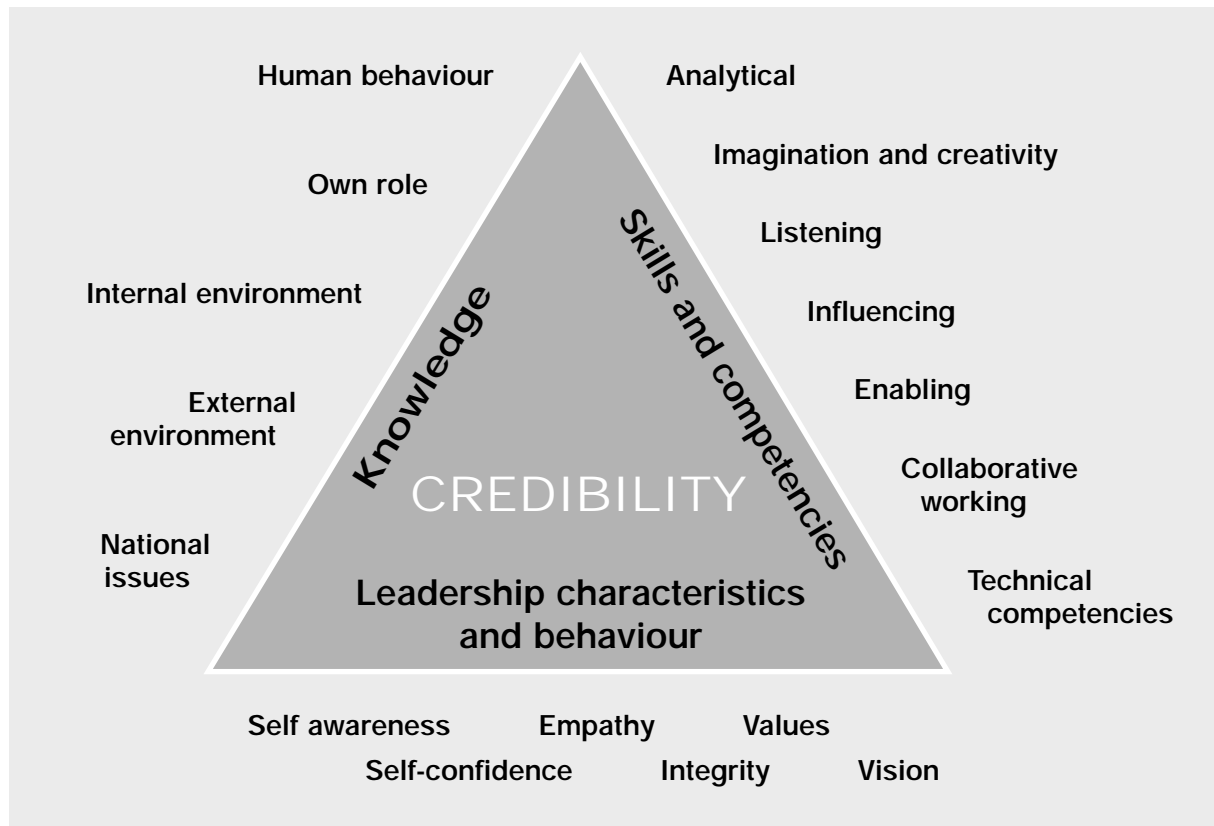 Human behaviour
Own role
Internal environment
External
environment
National
issues
Analytical
Imagination and creativity
Listening
Influencing
Enabling
Collaborative
working
Technical
competencies
Knowledge
Skills and competencies
CREDIBILITY
Leadership characteristics
and behaviour
Self awareness Empathy Values
Self-confidence Integrity Vision